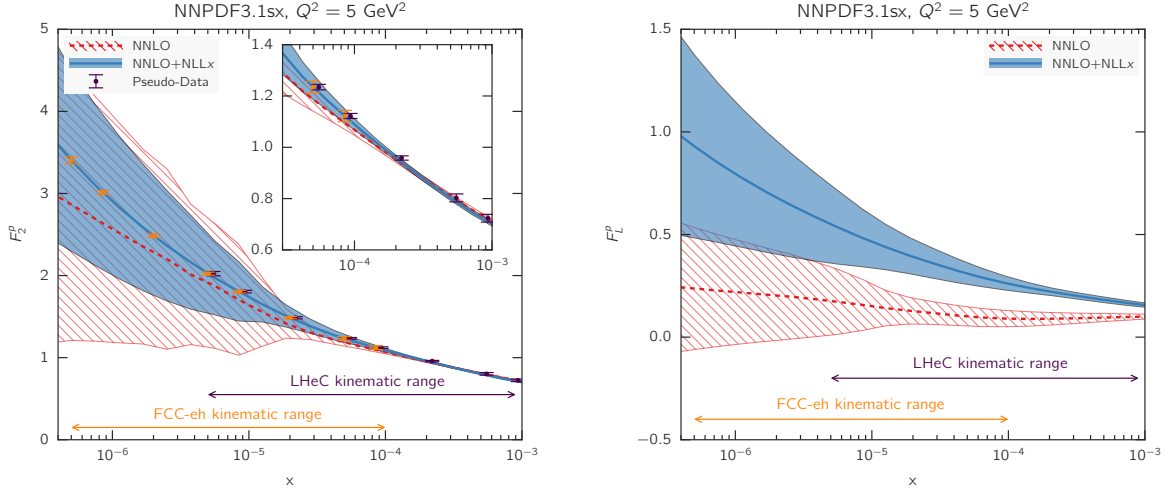 NNPDF3.1sx, Q² = 5 GeV²
NNLO
NNLO+NLLx
Pseudo-Data
5
4
3
2
1
0
F₂ᵖ
1.4
1.2
1.0
0.8
0.6
10⁻⁴
10⁻³
LHeC kinematic range
FCC-eh kinematic range
10⁻⁶
10⁻⁵
10⁻⁴
10⁻³
x
NNPDF3.1sx, Q² = 5 GeV²
NNLO
NNLO+NLLx
1.5
1.0
0.5
0.0
−0.5
F_Lᵖ
LHeC kinematic range
FCC-eh kinematic range
10⁻⁶
10⁻⁵
10⁻⁴
10⁻³
x